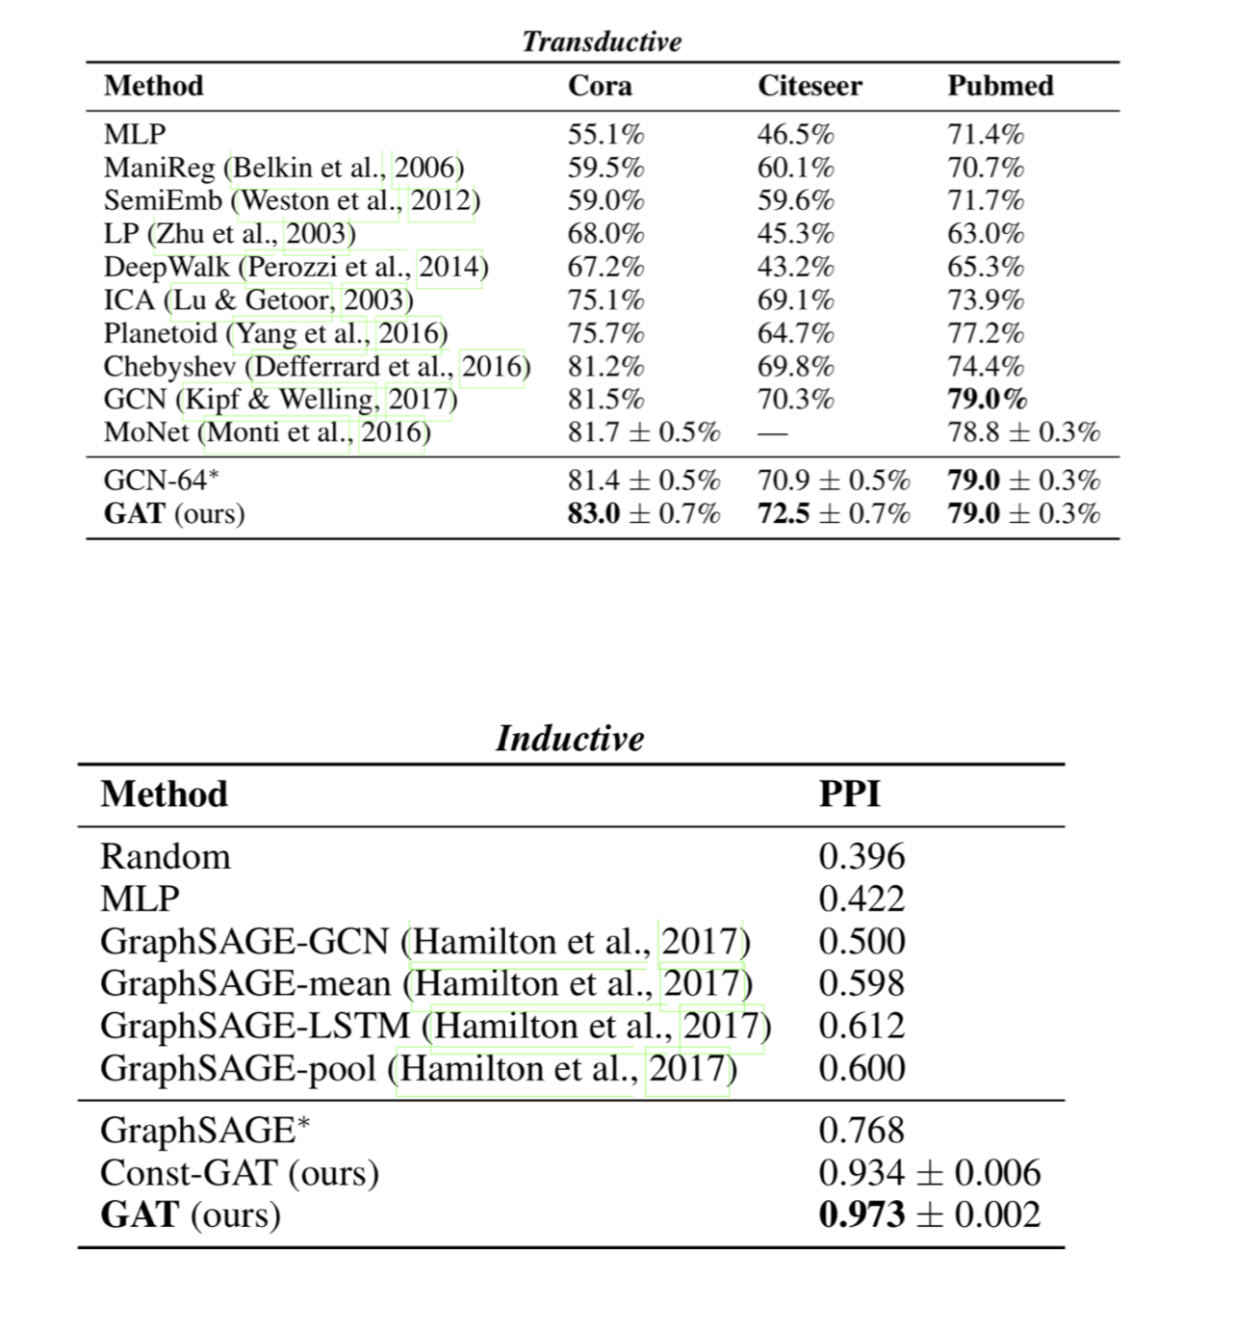 Transductive
Method Cora Citeseer Pubmed
MLP 55.1% 46.5% 71.4%
ManiReg (Belkin et al., 2006) 59.5% 60.1% 70.7%
SemiEmb (Weston et al., 2012) 59.0% 59.6% 71.7%
LP (Zhu et al., 2003) 68.0% 45.3% 63.0%
DeepWalk (Perozzi et al., 2014) 67.2% 43.2% 65.3%
ICA (Lu & Getoor, 2003) 75.1% 69.1% 73.9%
Planetoid (Yang et al., 2016) 75.7% 64.7% 77.2%
Chebyshev (Defferrard et al., 2016) 81.2% 69.8% 74.4%
GCN (Kipf & Welling, 2017) 81.5% 70.3% 79.0%
MoNet (Monti et al., 2016) 81.7 ± 0.5% — 78.8 ± 0.3%
GCN-64* 81.4 ± 0.5% 70.9 ± 0.5% 79.0 ± 0.3%
GAT (ours) 83.0 ± 0.7% 72.5 ± 0.7% 79.0 ± 0.3%
Inductive
Method PPI
Random 0.396
MLP 0.422
GraphSAGE-GCN (Hamilton et al., 2017) 0.500
GraphSAGE-mean (Hamilton et al., 2017) 0.598
GraphSAGE-LSTM (Hamilton et al., 2017) 0.612
GraphSAGE-pool (Hamilton et al., 2017) 0.600
GraphSAGE* 0.768
Const-GAT (ours) 0.934 ± 0.006
GAT (ours) 0.973 ± 0.002